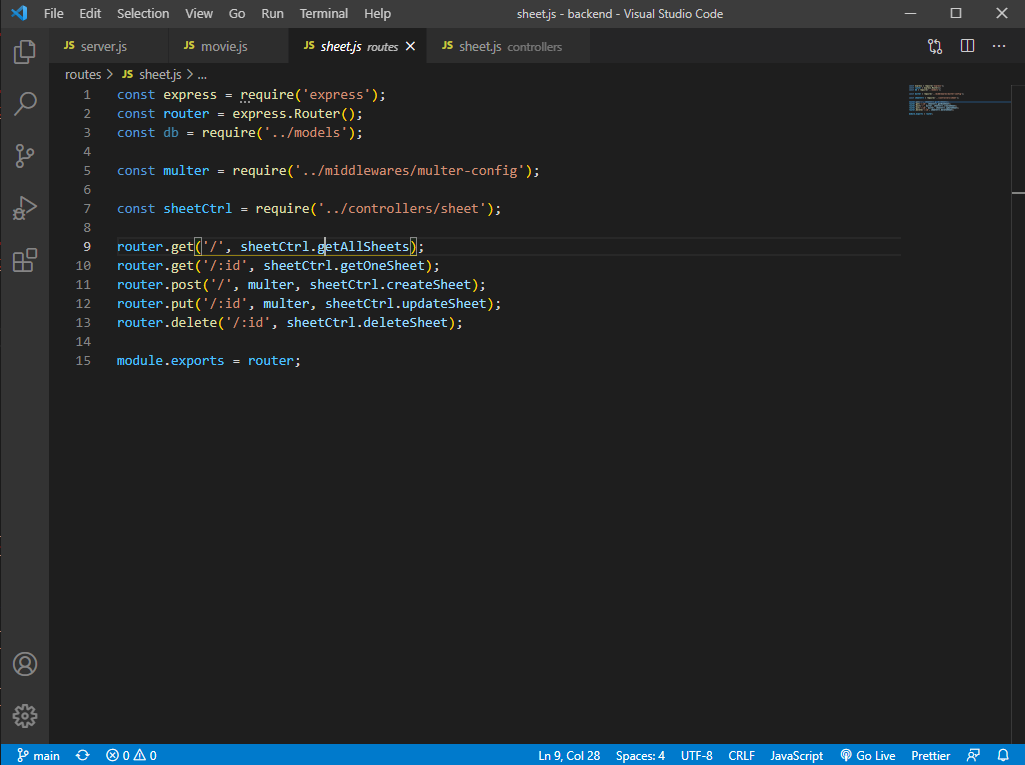 File Edit Selection View Go Run Terminal Help sheet.js - backend - Visual Studio Code
JS server.js JS movie.js JS sheet.js routes JS sheet.js controllers
routes > JS sheet.js > ...
1 const express = require('express');
2 const router = express.Router();
3 const db = require('../models');
4
5 const multer = require('../middlewares/multer-config');
6
7 const sheetCtrl = require('../controllers/sheet');
8
9 router.get('/', sheetCtrl.getAllSheets);
10 router.get('/:id', sheetCtrl.getOneSheet);
11 router.post('/', multer, sheetCtrl.createSheet);
12 router.put('/:id', multer, sheetCtrl.updateSheet);
13 router.delete('/:id', sheetCtrl.deleteSheet);
14
15 module.exports = router;
main 0 0 Ln 9, Col 28 Spaces: 4 UTF-8 CRLF JavaScript Go Live Prettier